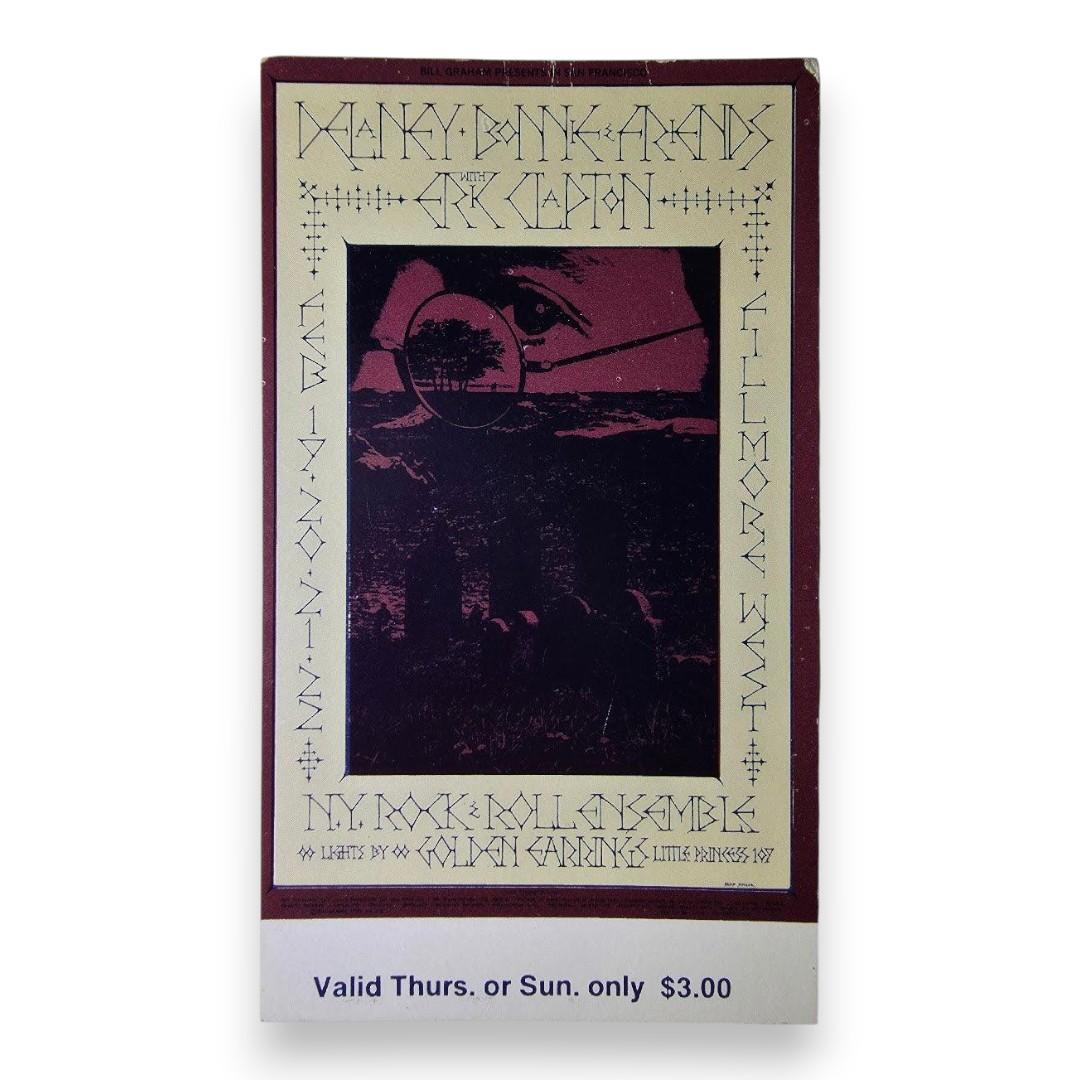 BILL GRAHAM PRESENTS IN SAN FRANCISCO
DELANEY + BONNIE & FRIENDS
WITH
ERIC CLAPTON
FEB 19·20·21·22
FILLMORE WEST
N.Y. ROCK & ROLL ENSEMBLE
LIGHTS BY GOLDEN EARRINGS LITTLE PRINCESS 109
Valid Thurs. or Sun. only $3.00